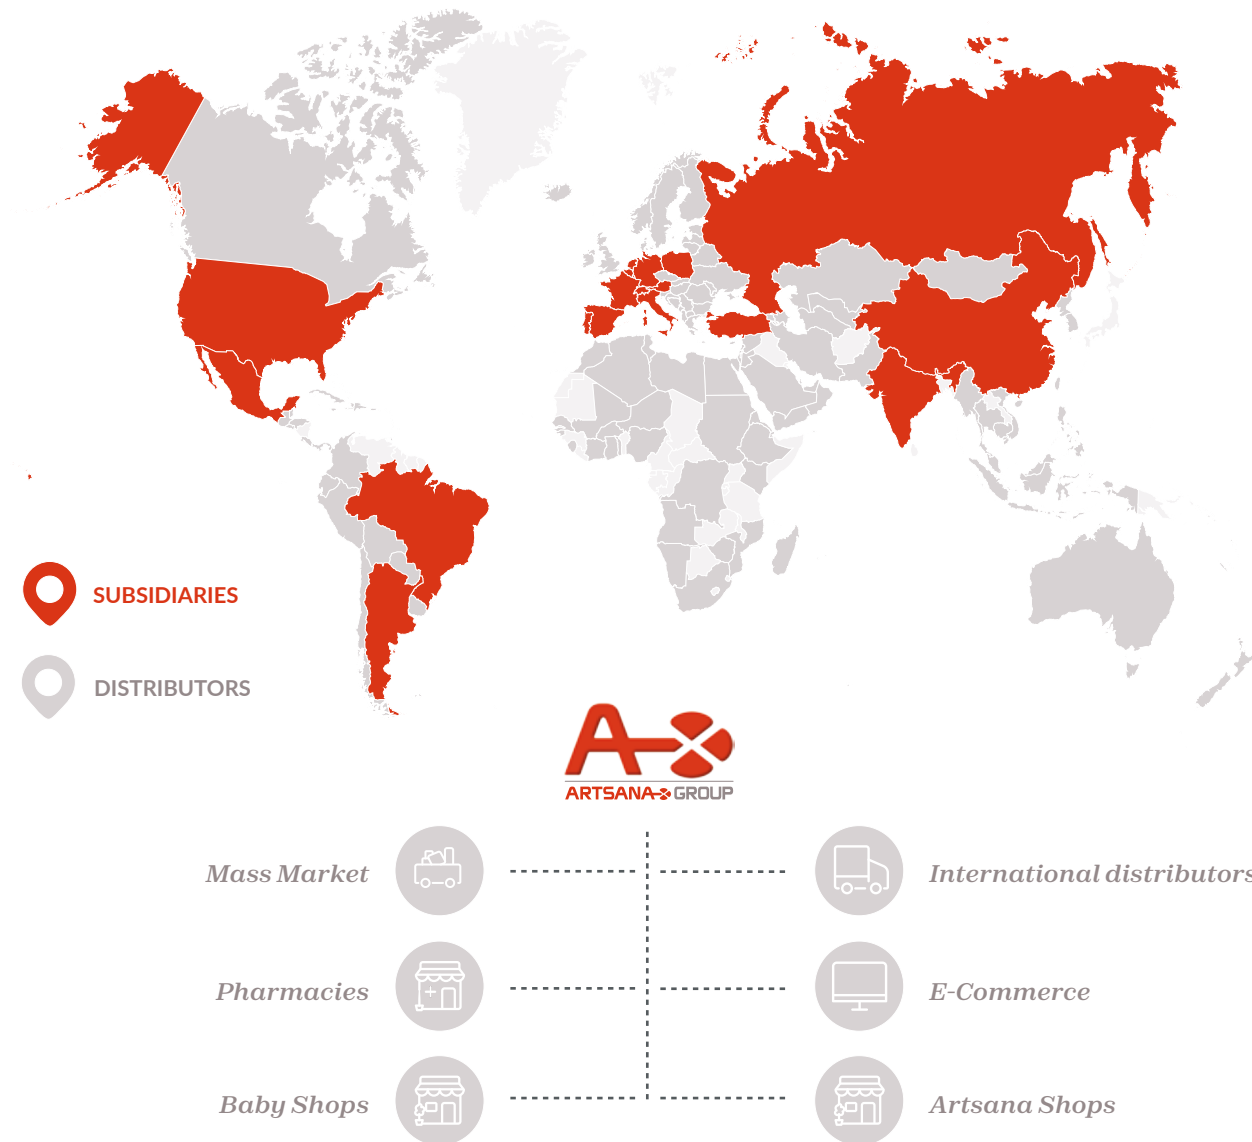 SUBSIDIARIES
DISTRIBUTORS
A
ARTSANA GROUP
Mass Market
International distributors
Pharmacies
E-Commerce
Baby Shops
Artsana Shops